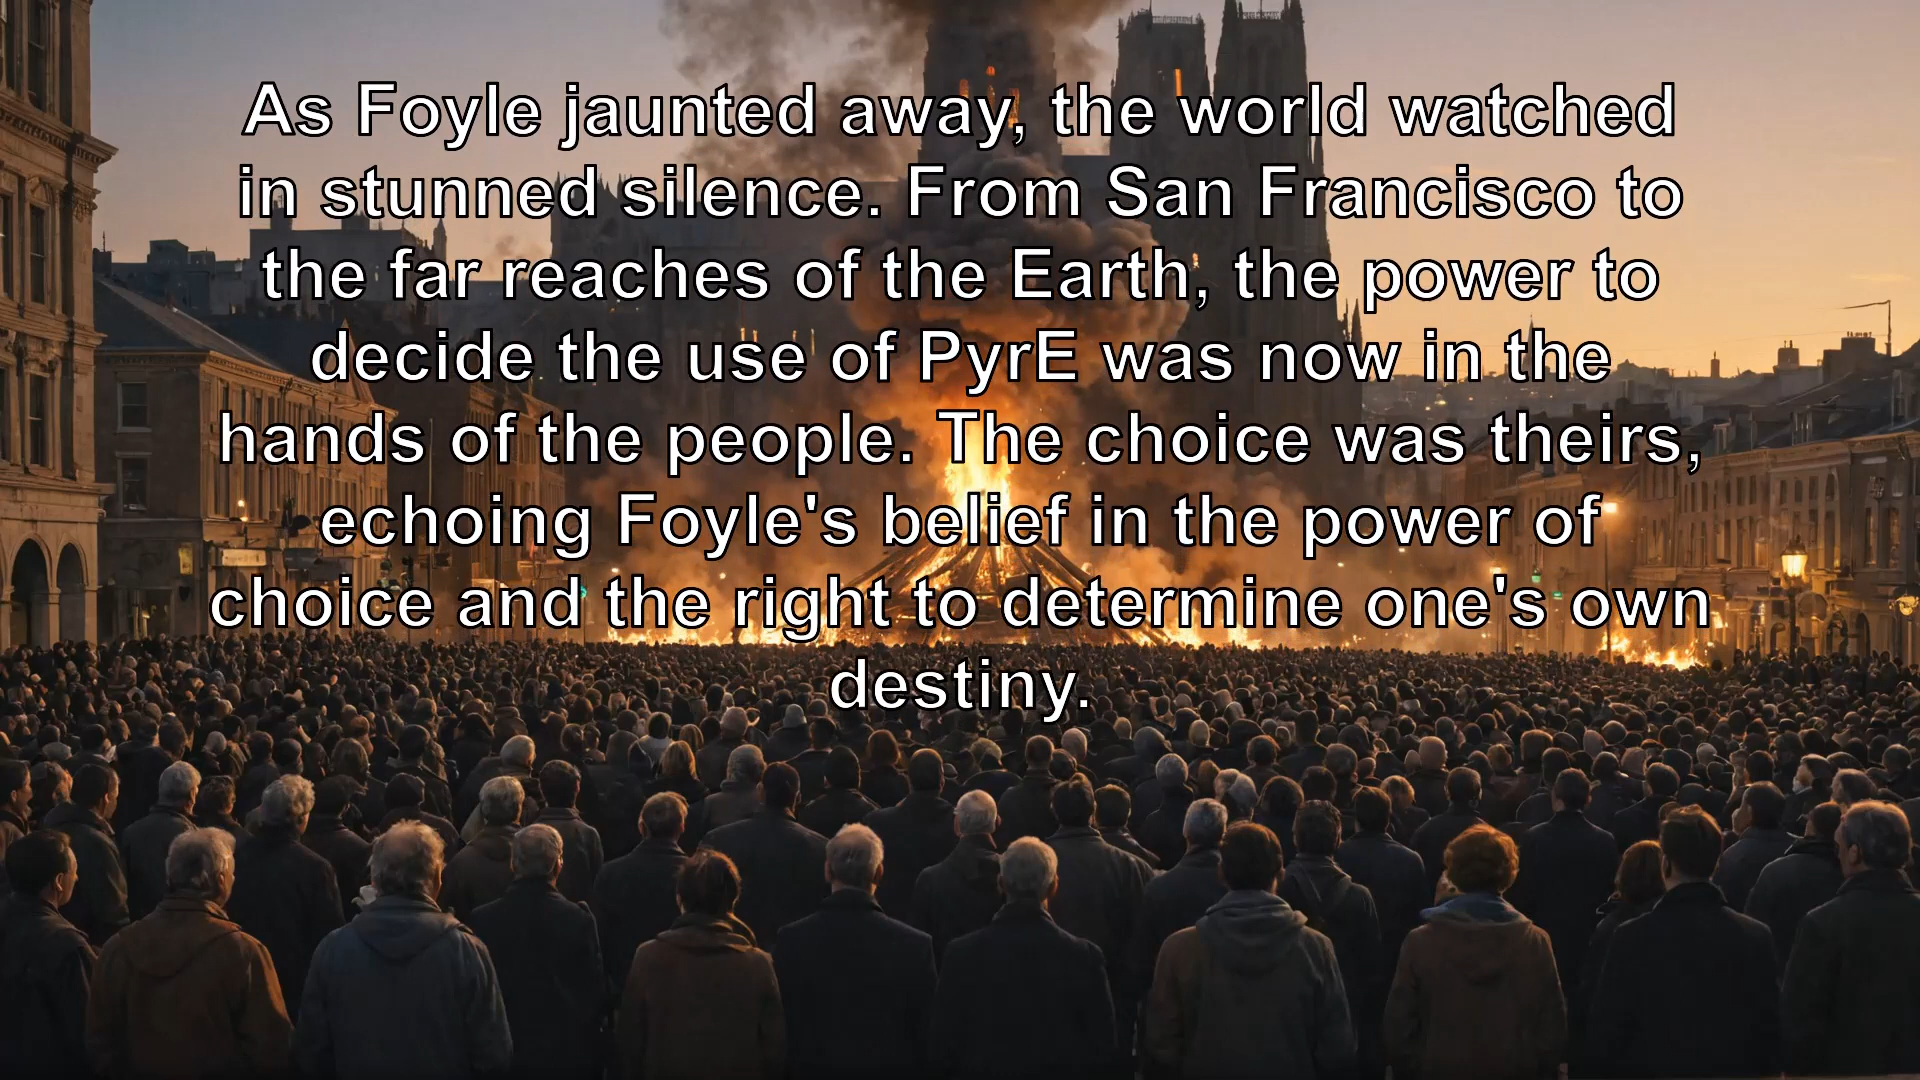 As Foyle jaunted away, the world watched
in stunned silence. From San Francisco to
the far reaches of the Earth, the power to
decide the use of PyrE was now in the
hands of the people. The choice was theirs,
echoing Foyle's belief in the power of
choice and the right to determine one's own
destiny.